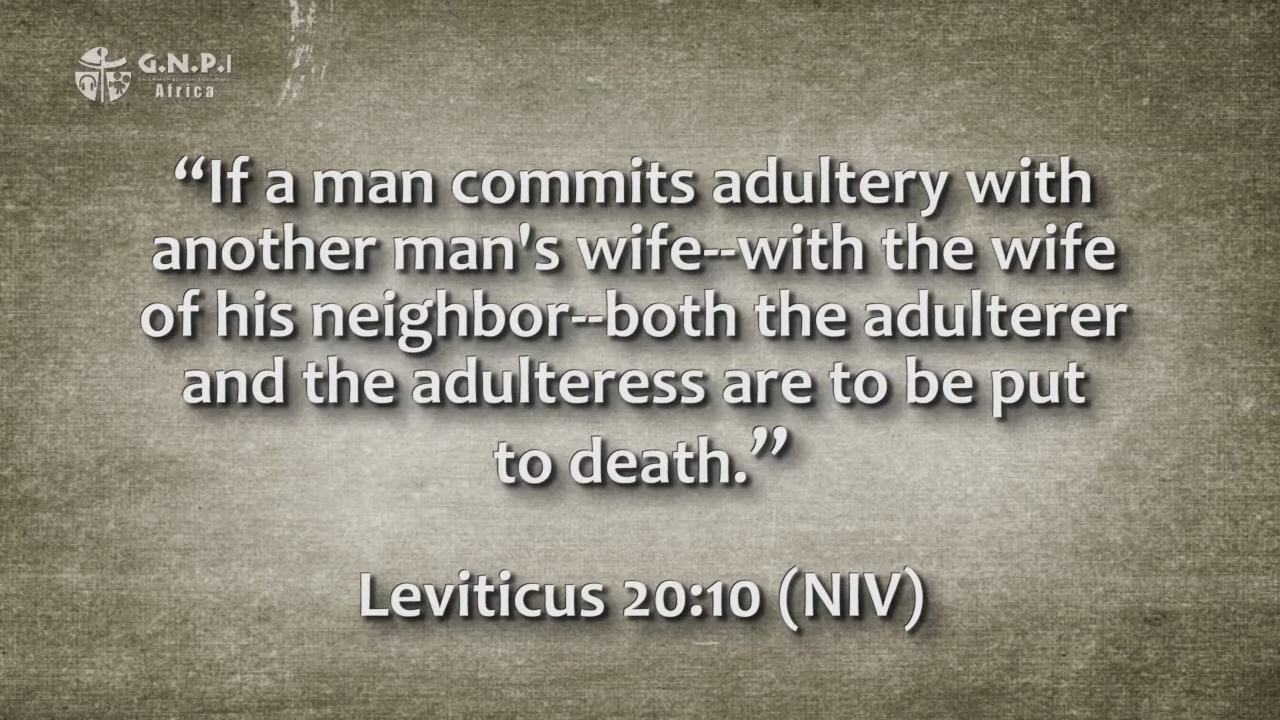 G.N.P.I
Africa
“If a man commits adultery with
another man's wife--with the wife
of his neighbor--both the adulterer
and the adulteress are to be put
to death.”
Leviticus 20:10 (NIV)